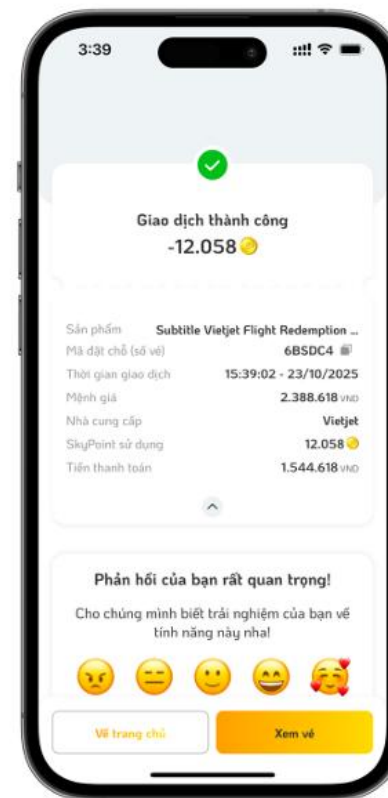 3:39
Giao dịch thành công
-12.058
Sản phẩm Subtitle Vietjet Flight Redemption ...
Mã đặt chỗ (số vé) 6BSDC4
Thời gian giao dịch 15:39:02 - 23/10/2025
Mệnh giá 2.388.618 VND
Nhà cung cấp Vietjet
SkyPoint sử dụng 12.058
Tiền thanh toán 1.544.618 VND
Phản hồi của bạn rất quan trọng!
Cho chúng mình biết trải nghiệm của bạn về
tính năng này nha!
Về trang chủ Xem vé